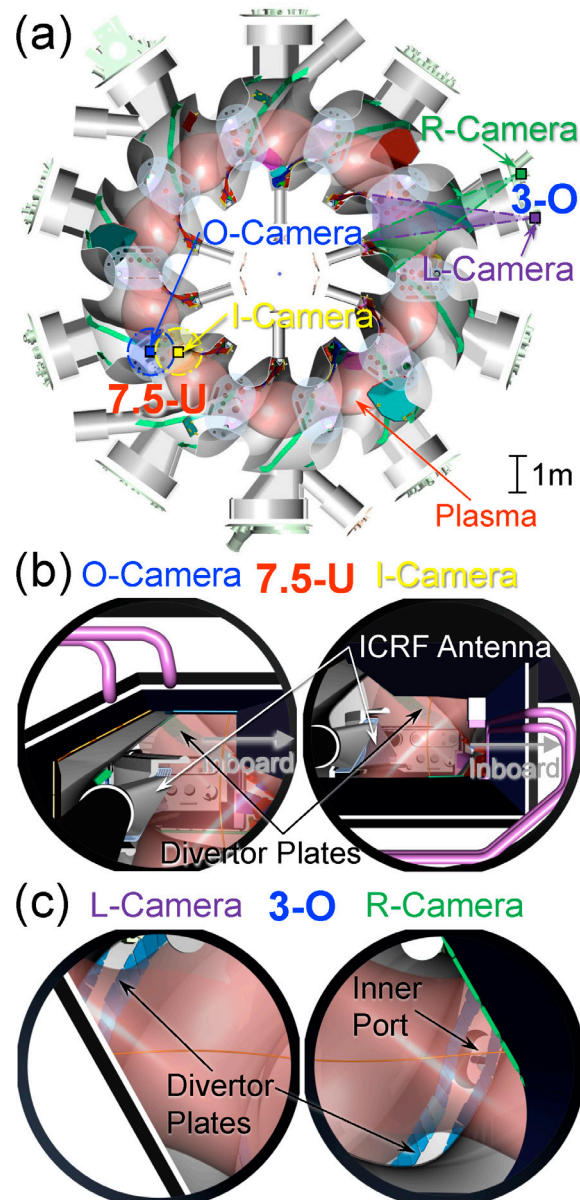 (a)
R-Camera
3-O
O-Camera
L-Camera
I-Camera
7.5-U
1m
Plasma
(b)
O-Camera 7.5-U I-Camera
ICRF Antenna
Inboard
Inboard
Divertor Plates
(c)
L-Camera 3-O R-Camera
Inner
Port
Divertor
Plates